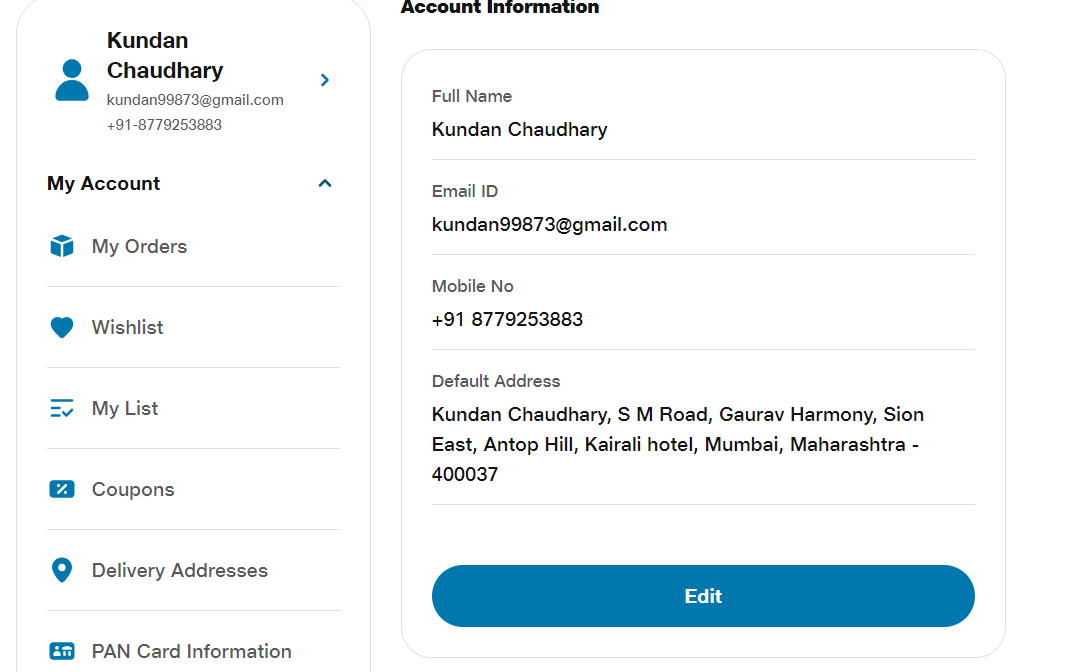 Kundan
Chaudhary
kundan99873@gmail.com
+91-8779253883
My Account
My Orders
Wishlist
My List
Coupons
Delivery Addresses
PAN Card Information
Account Information
Full Name
Kundan Chaudhary
Email ID
kundan99873@gmail.com
Mobile No
+91 8779253883
Default Address
Kundan Chaudhary, S M Road, Gaurav Harmony, Sion
East, Antop Hill, Kairali hotel, Mumbai, Maharashtra -
400037
Edit